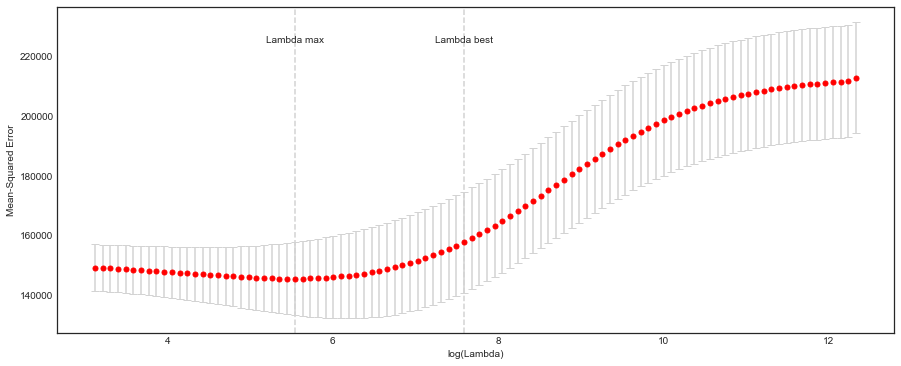 Lambda max
Lambda best
220000
200000
180000
160000
140000
Mean-Squared Error
4
6
8
10
12
log(Lambda)